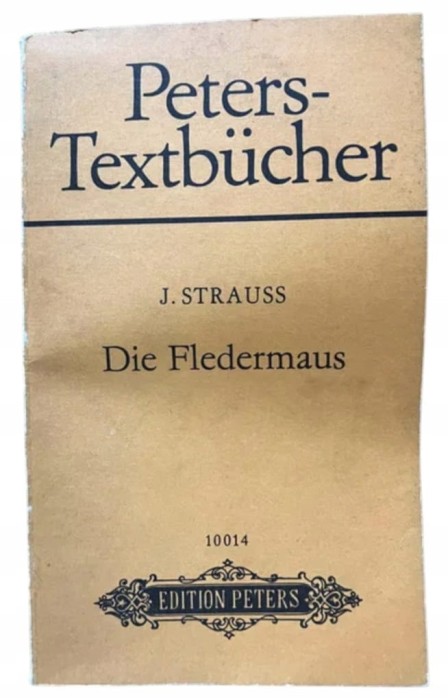 Peters-
Textbücher
J. STRAUSS
Die Fledermaus
10014
EDITION PETERS